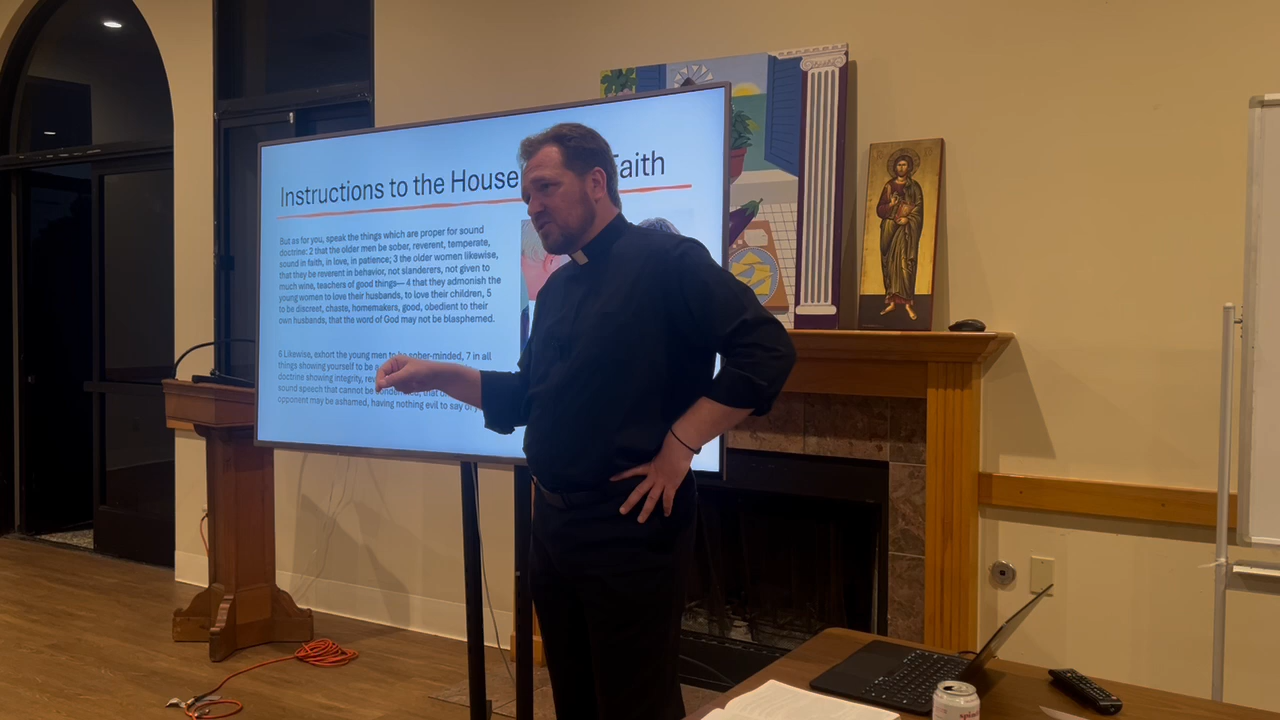 Instructions to the House Faith
But as for you, speak the things which are proper for sound
doctrine: 2 that the older men be sober, reverent, temperate,
sound in faith, in love, in patience; 3 the older women likewise,
that they be reverent in behavior, not slanderers, not given to
much wine, teachers of good things— 4 that they admonish the
young women to love their husbands, to love their children, 5
to be discreet, chaste, homemakers, good, obedient to their
own husbands, that the word of God may not be blasphemed.
6 Likewise, exhort the young men to be sober-minded, 7 in all
things showing yourself to be a
doctrine showing integrity, rev
sound speech that cannot be condemned, that
opponent may be ashamed, having nothing evil to say of